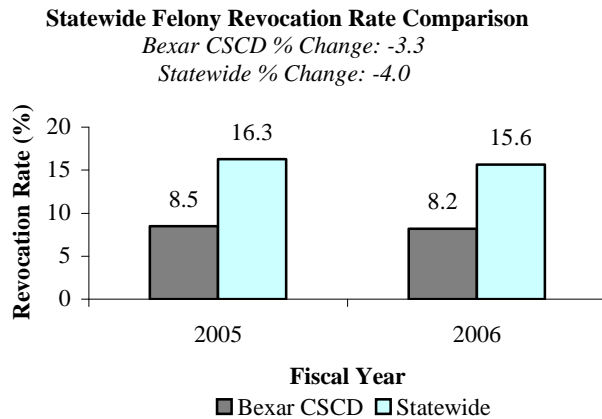 Statewide Felony Revocation Rate Comparison
Bexar CSCD % Change: -3.3
Statewide % Change: -4.0
Revocation Rate (%)
20
15
10
5
0
8.5
16.3
8.2
15.6
2005
2006
Fiscal Year
Bexar CSCD
Statewide